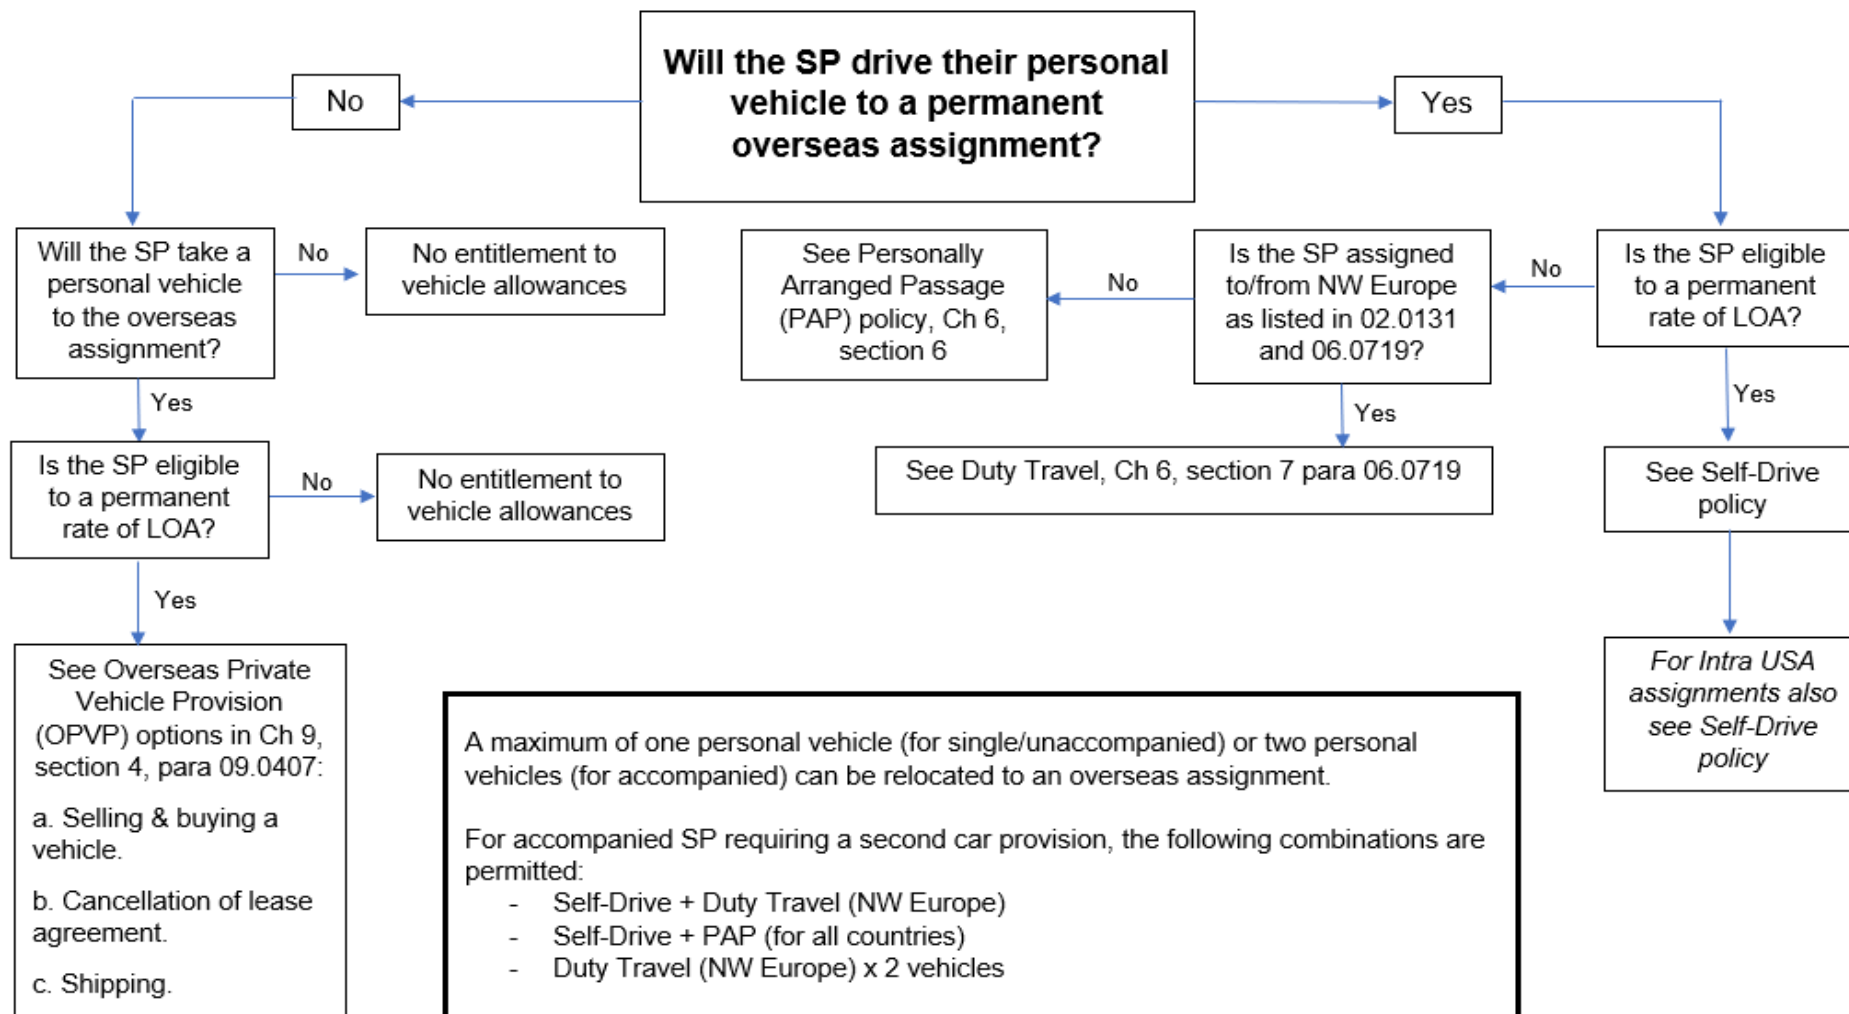 Will the SP drive their personal
vehicle to a permanent
overseas assignment?
No
Yes
Will the SP take a
personal vehicle
to the overseas
assignment?
No
No entitlement to
vehicle allowances
See Personally
Arranged Passage
(PAP) policy, Ch 6,
section 6
No
Is the SP assigned
to/from NW Europe
as listed in 02.0131
and 06.0719?
No
Is the SP eligible
to a permanent
rate of LOA?
Yes
Yes
Yes
Is the SP eligible
to a permanent
rate of LOA?
No
No entitlement to
vehicle allowances
See Duty Travel, Ch 6, section 7 para 06.0719
See Self-Drive
policy
Yes
See Overseas Private
Vehicle Provision
(OPVP) options in Ch 9,
section 4, para 09.0407:
a. Selling & buying a
vehicle.
b. Cancellation of lease
agreement.
c. Shipping.
A maximum of one personal vehicle (for single/unaccompanied) or two personal
vehicles (for accompanied) can be relocated to an overseas assignment.
For accompanied SP requiring a second car provision, the following combinations are
permitted:
- Self-Drive + Duty Travel (NW Europe)
- Self-Drive + PAP (for all countries)
- Duty Travel (NW Europe) x 2 vehicles
For Intra USA
assignments also
see Self-Drive
policy